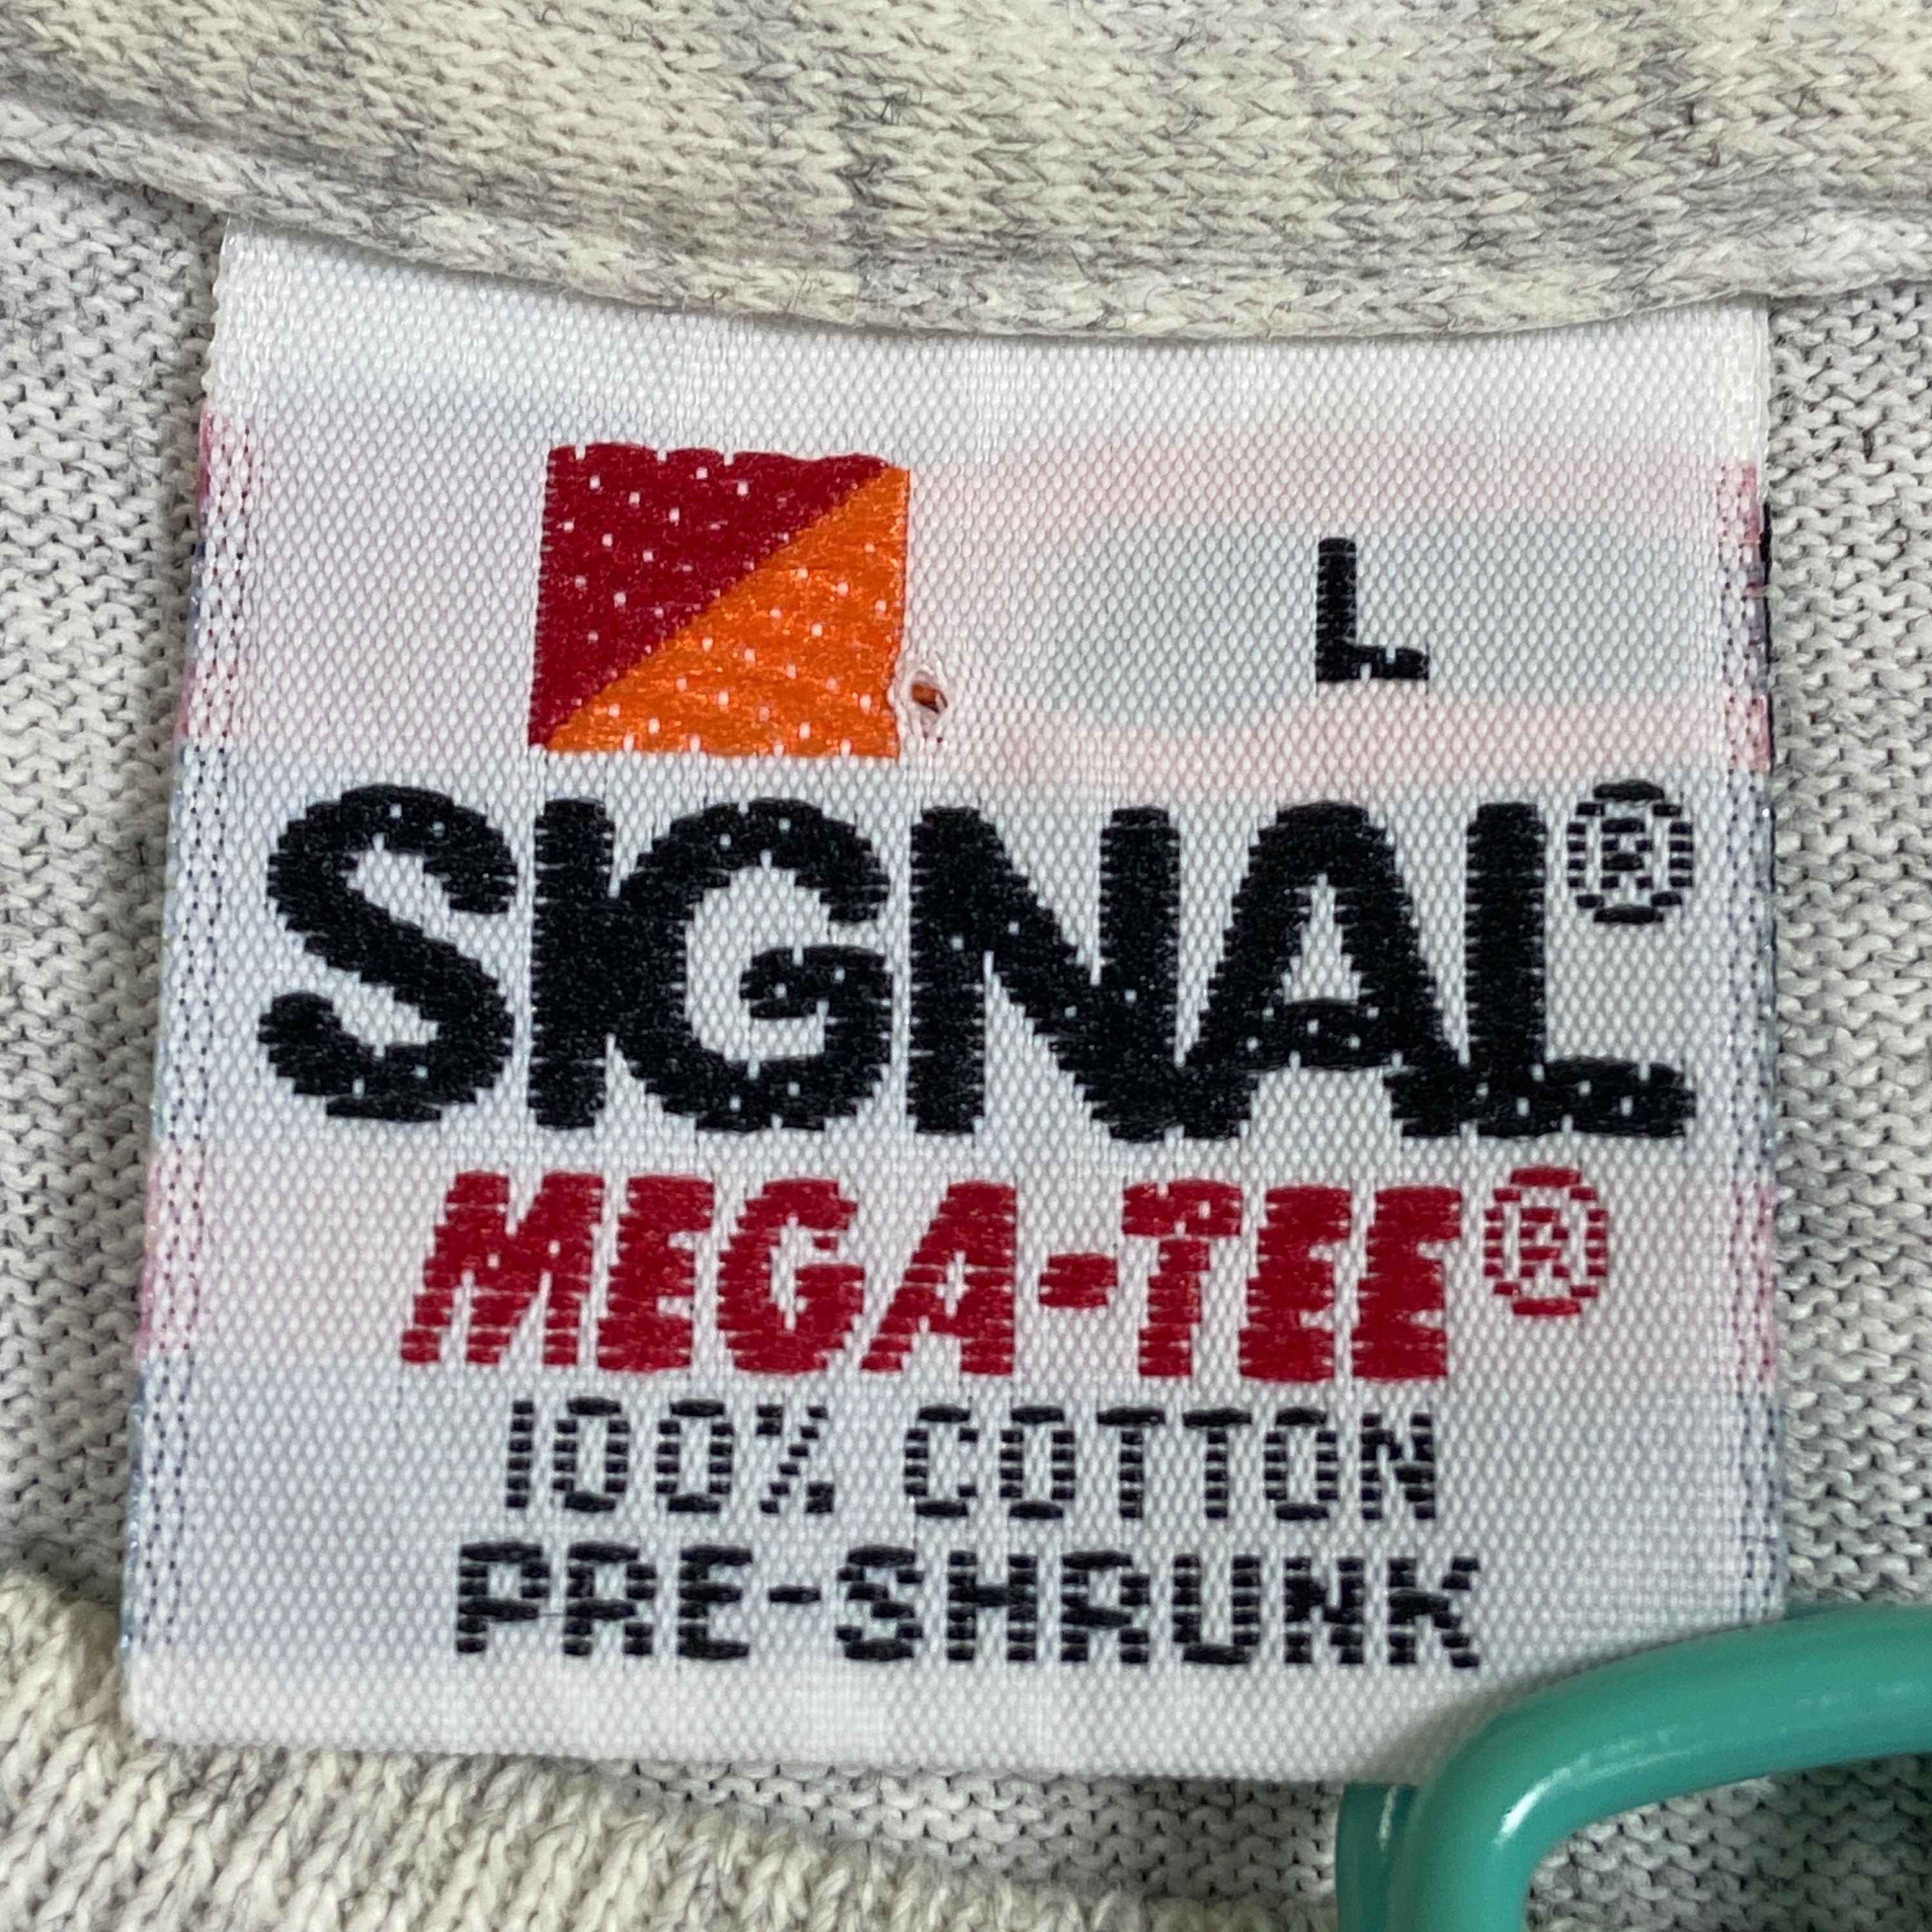 L
SIGNAL®
MEGA-TEE®
100% COTTON
PRE-SHRUNK